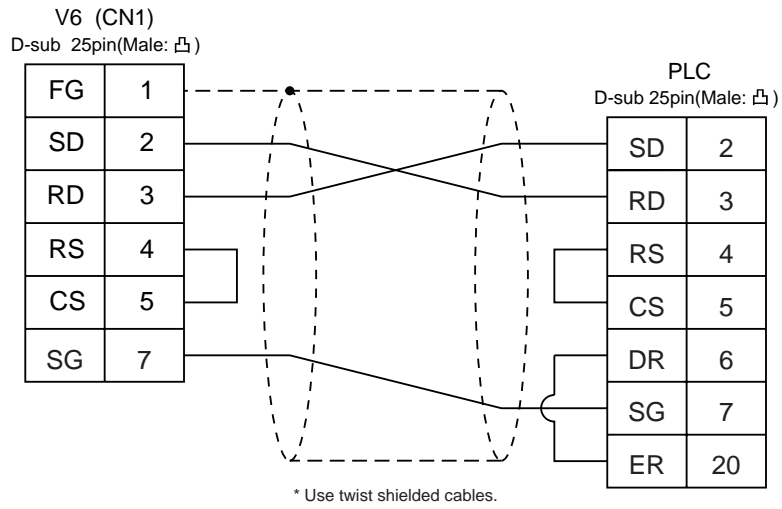 V6 (CN1)
D-sub 25pin(Male: 凸)
FG 1
SD 2
RD 3
RS 4
CS 5
SG 7
PLC
D-sub 25pin(Male: 凸)
SD 2
RD 3
RS 4
CS 5
DR 6
SG 7
ER 20
* Use twist shielded cables.